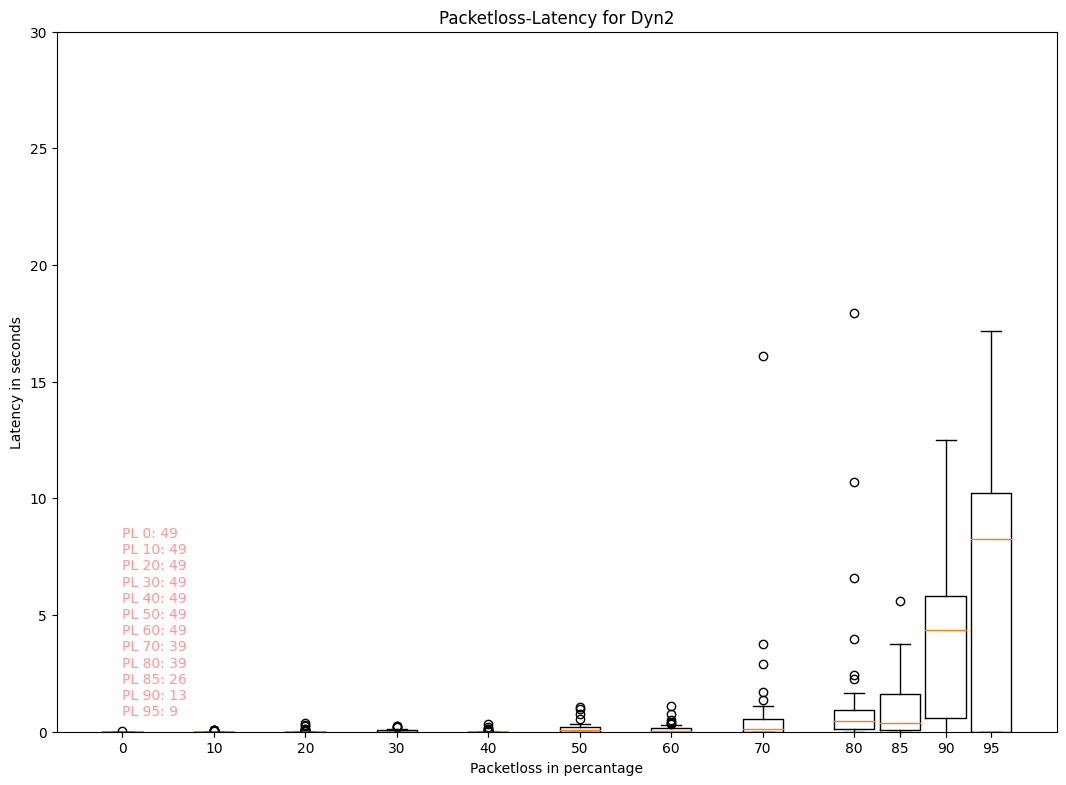 Packetloss-Latency for Dyn2
30
25
20
15
10
5
0
Latency in seconds
PL 0: 49
PL 10: 49
PL 20: 49
PL 30: 49
PL 40: 49
PL 50: 49
PL 60: 49
PL 70: 39
PL 80: 39
PL 85: 26
PL 90: 13
PL 95: 9
0 10 20 30 40 50 60 70 80 85 90 95
Packetloss in percantage